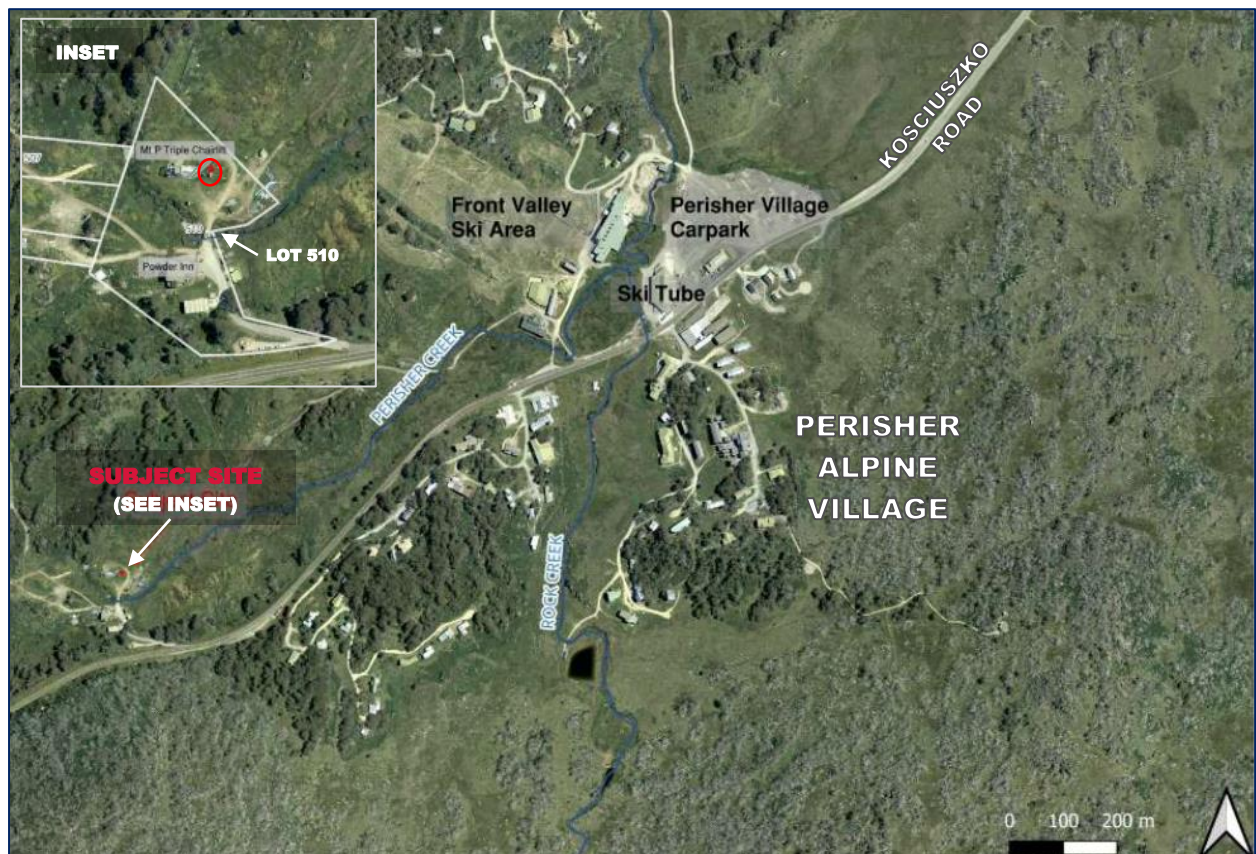 INSET
507
Mt P Triple Chairlift
510
LOT 510
Powder Inn
KOSCIUSZKO
ROAD
Front Valley
Ski Area
Perisher Village
Carpark
Ski Tube
PERISHER CREEK
PERISHER
ALPINE
VILLAGE
SUBJECT SITE
(SEE INSET)
ROCK CREEK
0 100 200 m